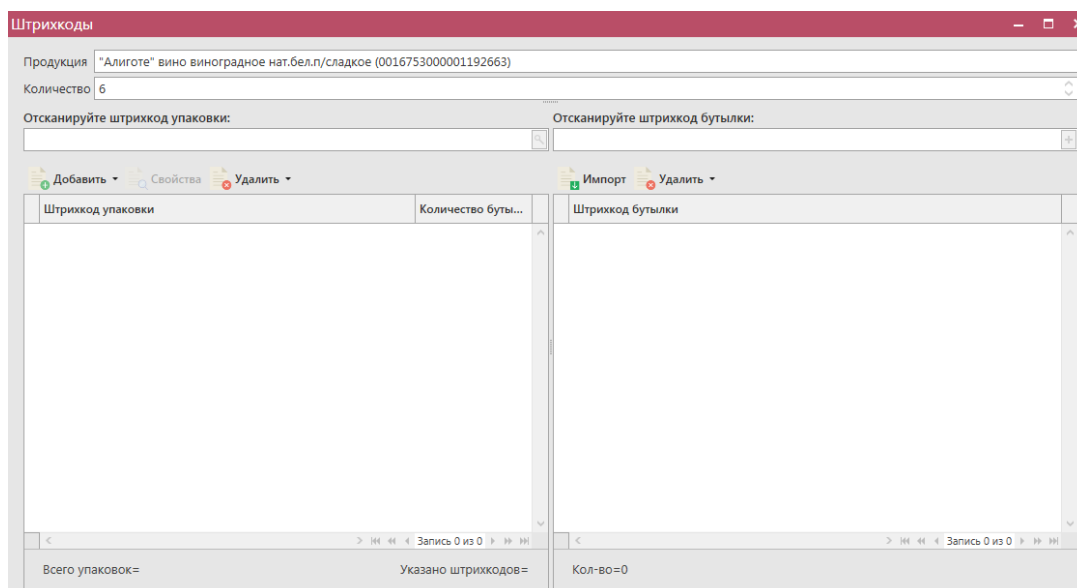 Штрихкоды
Продукция "Алиготе" вино виноградное нат.бел.п/сладкое (0016753000001192663)
Количество 6
Отсканируйте штрихкод упаковки:
Отсканируйте штрихкод бутылки:
Добавить Свойства Удалить
Импорт Удалить
Штрихкод упаковки Количество буты...
Штрихкод бутылки
Запись 0 из 0
Запись 0 из 0
Всего упаковок= Указано штрихкодов=
Кол-во=0